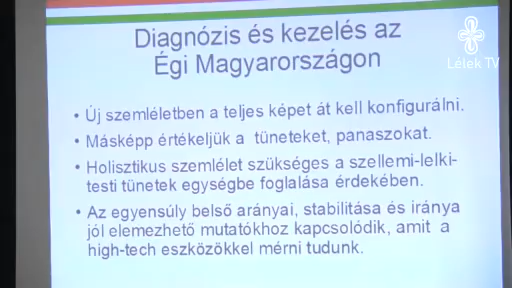 Lélek TV
Diagnózis és kezelés az
Égi Magyarországon
• Új szemléletben a teljes képet át kell konfigurálni.
• Másképp értékeljük a tüneteket, panaszokat.
• Holisztikus szemlélet szükséges a szellemi-lelki-
testi tünetek egységbe foglalása érdekében.
• Az egyensúly belső arányai, stabilitása és iránya
jól elemezhető mutatókhoz kapcsolódik, amit a
high-tech eszközökkel mérni tudunk.